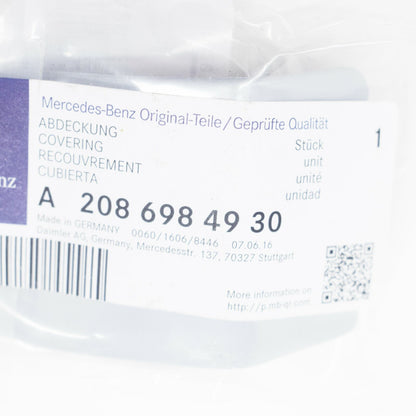 Mercedes-Benz Original-Teile/Geprüfte Qualität
ABDECKUNG Stück 1
COVERING unit
RECOUVREMENT unité
CUBIERTA unidad
nz
A 208 698 49 30
Made in GERMANY 0060/1606/8446 07.06.16
Daimler AG, Germany, Mercedesstr. 137, 70327 Stuttgart
More information on
http://p.mb-qr.com